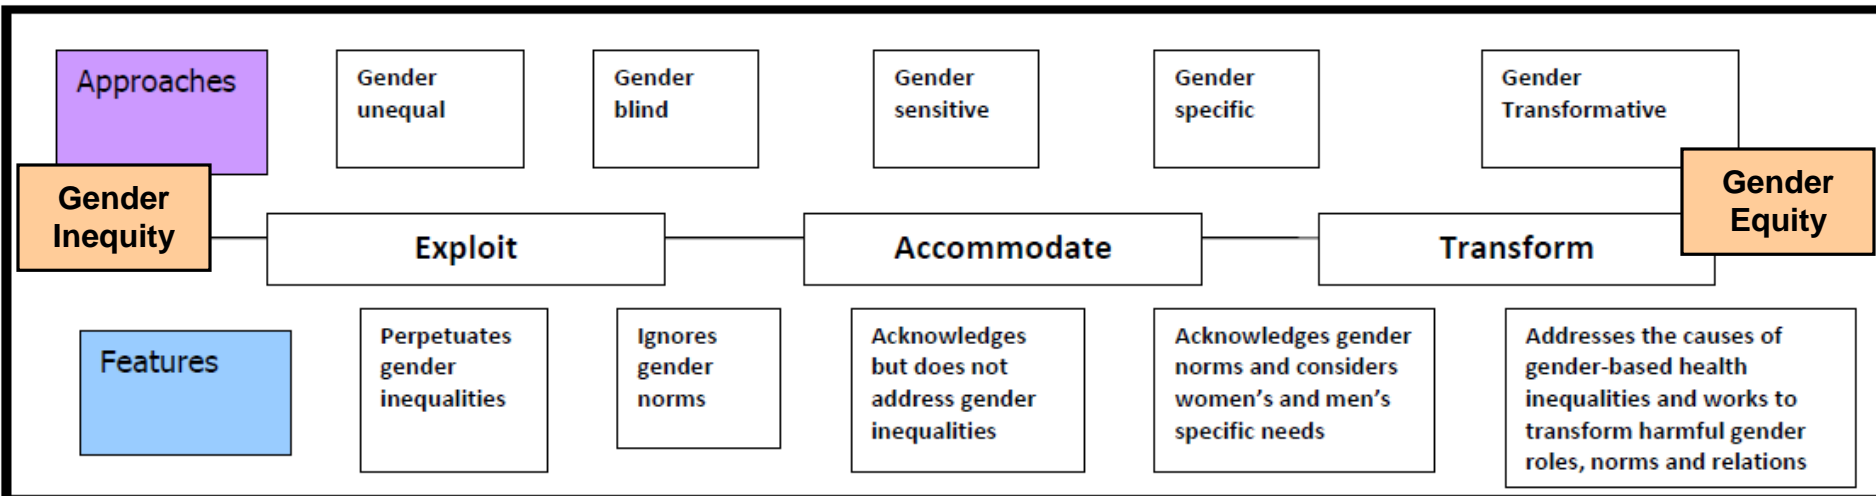 Approaches
Gender
unequal
Gender
blind
Gender
sensitive
Gender
specific
Gender
Transformative
Gender
Inequity
Exploit
Accommodate
Transform
Gender
Equity
Features
Perpetuates
gender
inequalities
Ignores
gender
norms
Acknowledges
but does not
address gender
inequalities
Acknowledges gender
norms and considers
women’s and men’s
specific needs
Addresses the causes of
gender-based health
inequalities and works to
transform harmful gender
roles, norms and relations